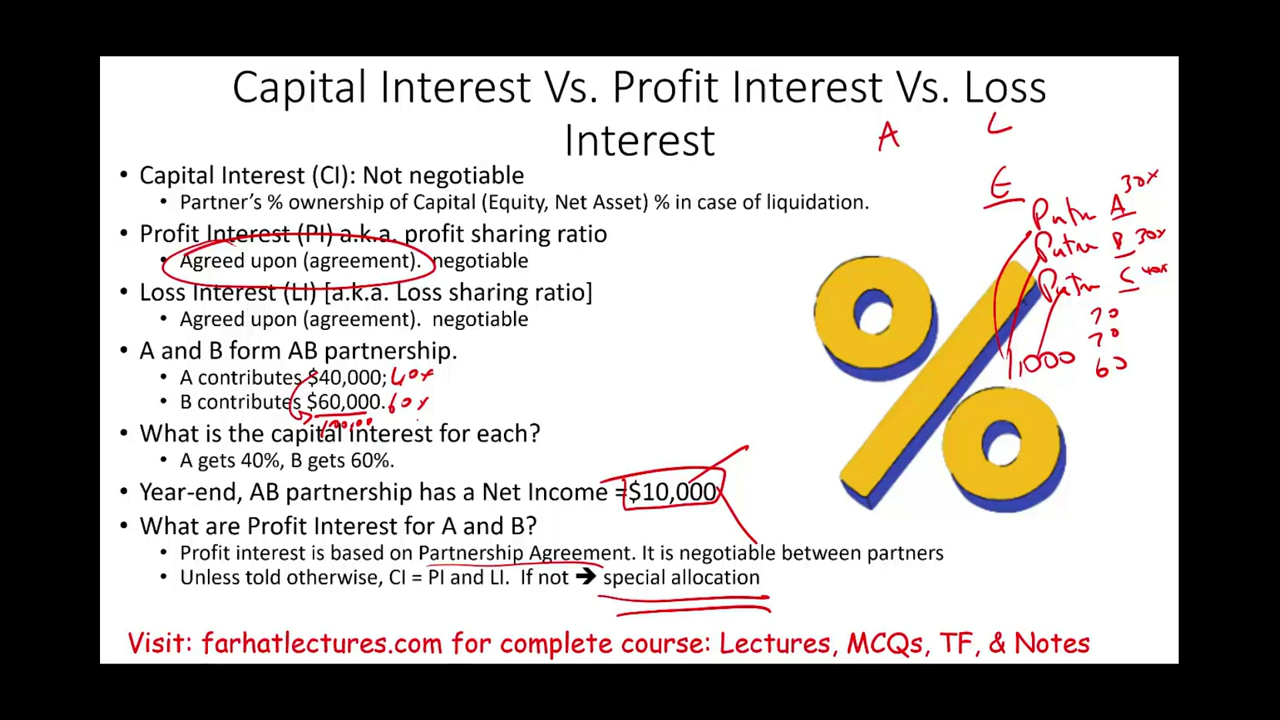 Capital Interest Vs. Profit Interest Vs. Loss
Interest
A L
• Capital Interest (CI): Not negotiable
E
• Partner's % ownership of Capital (Equity, Net Asset) % in case of liquidation.
A 30%
B 30%
C 40%
• Profit Interest (PI) a.k.a. profit sharing ratio
• Agreed upon (agreement). negotiable
• Loss Interest (LI) [a.k.a. Loss sharing ratio]
• Agreed upon (agreement). negotiable
70
70
60
1,000
• A and B form AB partnership.
• A contributes $40,000; 40%
• B contributes $60,000. 60%
100,000
• What is the capital interest for each?
• A gets 40%, B gets 60%.
• Year-end, AB partnership has a Net Income =$10,000
• What are Profit Interest for A and B?
• Profit interest is based on Partnership Agreement. It is negotiable between partners
• Unless told otherwise, CI = PI and LI. If not ➔ special allocation
Visit: farhatlectures.com for complete course: Lectures, MCQs, TF, & Notes